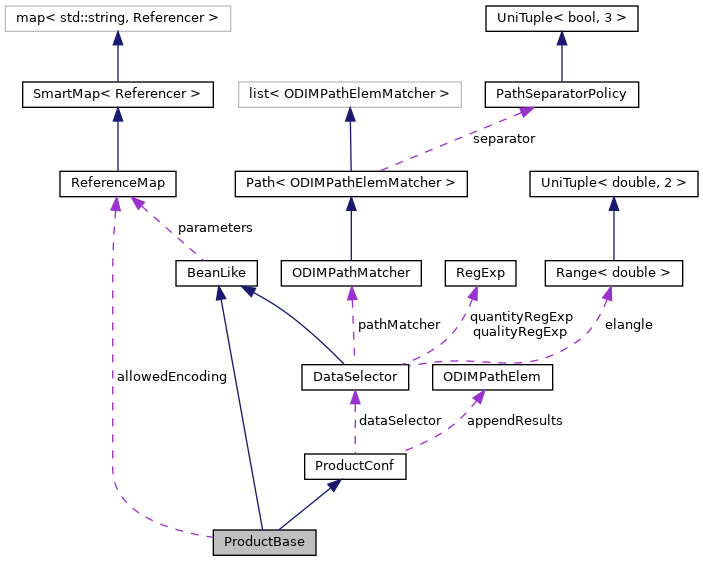 map< std::string, Referencer >
UniTuple< bool, 3 >
SmartMap< Referencer >
list< ODIMPathElemMatcher >
PathSeparatorPolicy
separator
ReferenceMap
Path< ODIMPathElemMatcher >
UniTuple< double, 2 >
parameters
BeanLike
ODIMPathMatcher
RegExp
Range< double >
pathMatcher
quantityRegExp
qualityRegExp
elangle
allowedEncoding
DataSelector
ODIMPathElem
dataSelector
appendResults
ProductConf
ProductBase